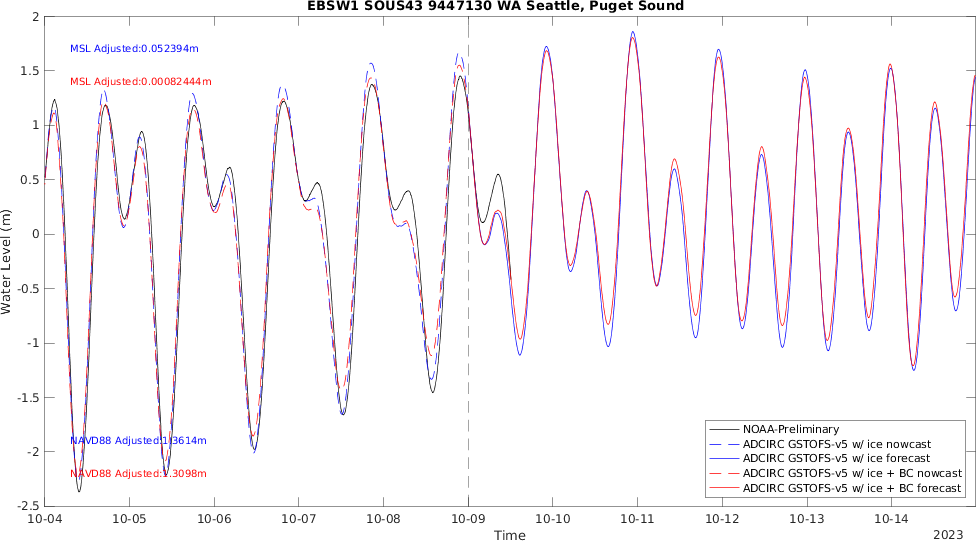 EBSW1 SOUS43 9447130 WA Seattle, Puget Sound
2
MSL Adjusted:0.052394m
1.5
MSL Adjusted:0.00082444m
1
0.5
0
Water Level (m)
-0.5
-1
-1.5
NAVD88 Adjusted:1.3614m
-2
NAVD88 Adjusted:1.3098m
-2.5
NOAA-Preliminary
ADCIRC GSTOFS-v5 w/ ice nowcast
ADCIRC GSTOFS-v5 w/ ice forecast
ADCIRC GSTOFS-v5 w/ ice + BC nowcast
ADCIRC GSTOFS-v5 w/ ice + BC forecast
10-04 10-05 10-06 10-07 10-08 10-09 10-10 10-11 10-12 10-13 10-14
Time
2023